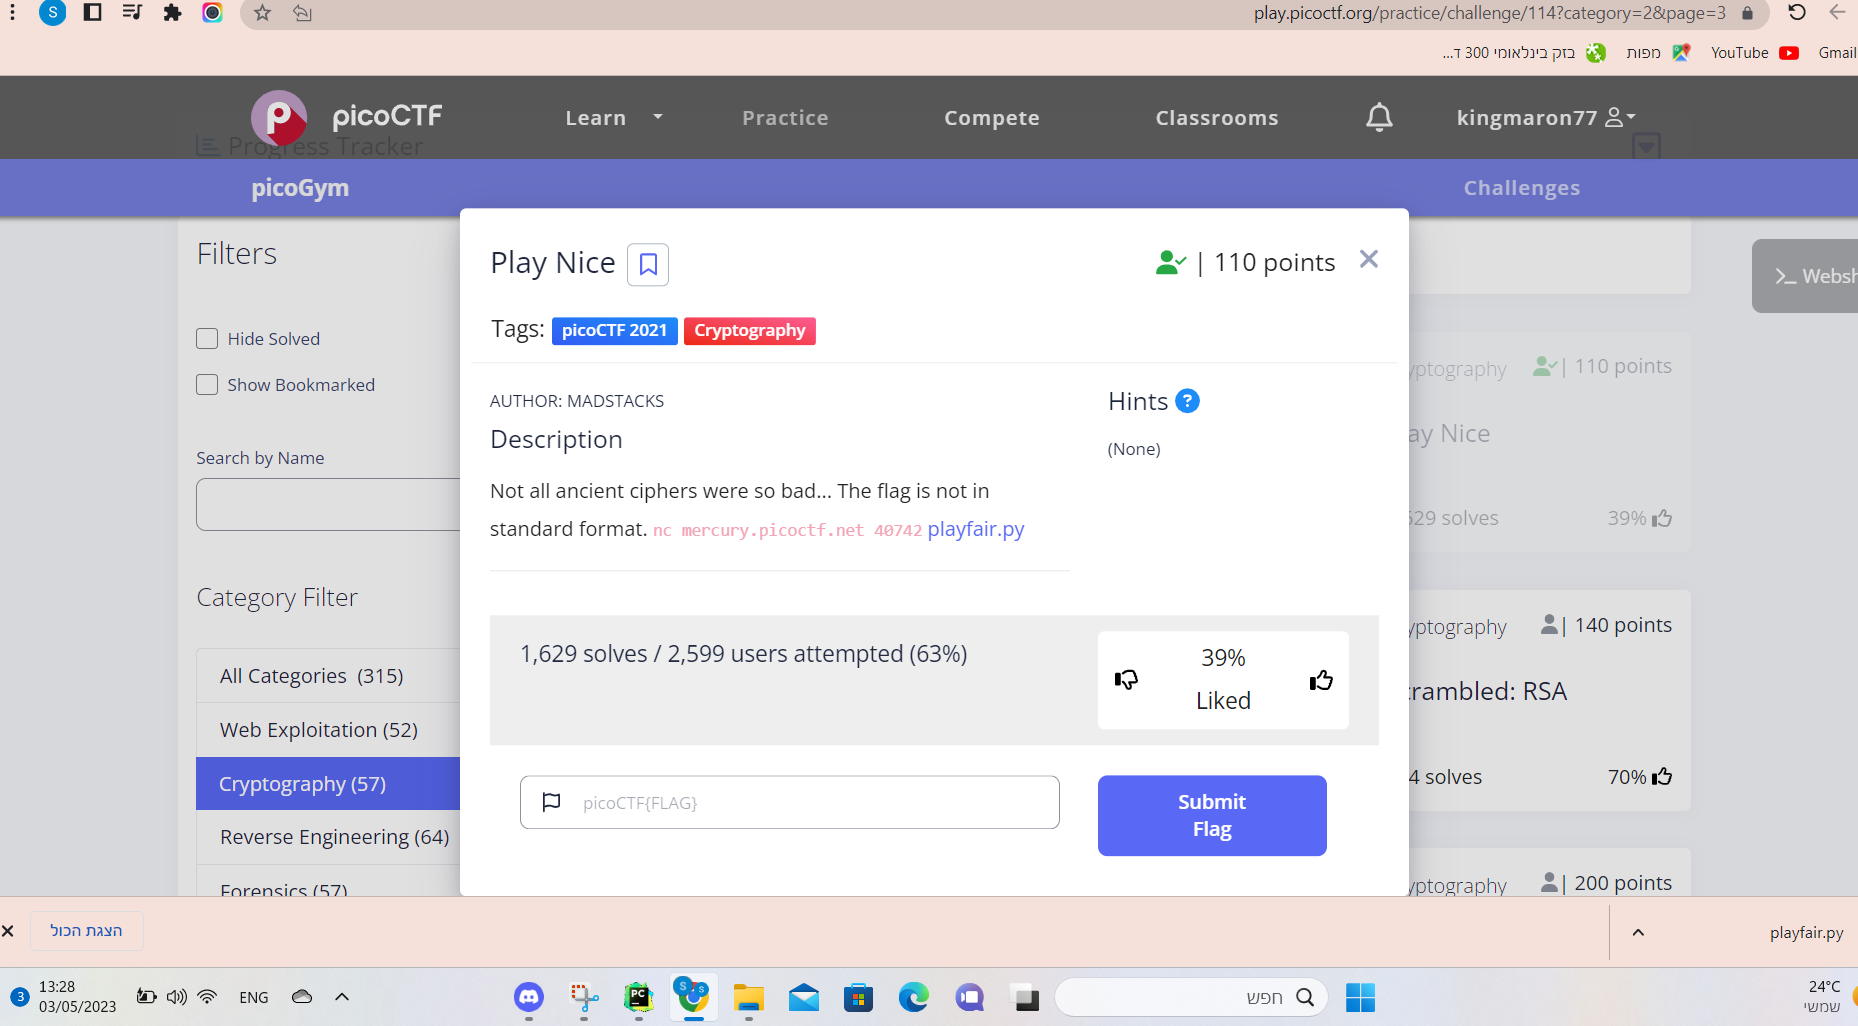 S
play.picoctf.org/practice/challenge/114?category=2&page=3
בזק בינלאומי 300 ד...
מפות
YouTube
Gmail
picoCTF
Learn
Practice
Compete
Classrooms
kingmaron77
Progress Tracker
picoGym
Challenges
Filters
Hide Solved
Show Bookmarked
Search by Name
Category Filter
All Categories (315)
Web Exploitation (52)
Cryptography (57)
Reverse Engineering (64)
Forensics (57)
Play Nice
| 110 points
Tags: picoCTF 2021 Cryptography
AUTHOR: MADSTACKS
Description
Not all ancient ciphers were so bad... The flag is not in
standard format. nc mercury.picoctf.net 40742 playfair.py
Hints ?
(None)
1,629 solves / 2,599 users attempted (63%)
39%
Liked
picoCTF{FLAG}
Submit
Flag
>_ Websh
yptography | 110 points
ay Nice
529 solves 39%
yptography | 140 points
crambled: RSA
4 solves 70%
yptography | 200 points
הצגת הכול
playfair.py
3
13:28
03/05/2023
ENG
PC
S
S
חפש
24°C
שמשי